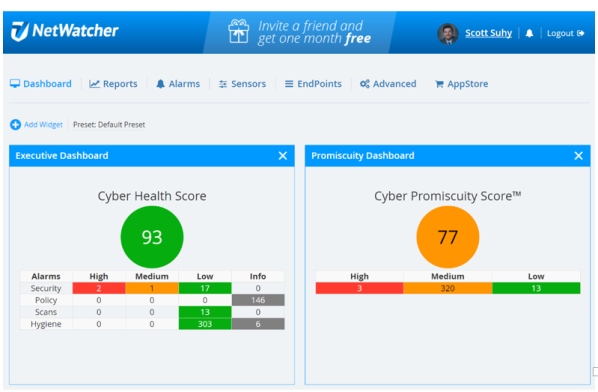 NetWatcher
Invite a friend and
get one month free
Scott Suhy
Logout
Dashboard
Reports
Alarms
Sensors
EndPoints
Advanced
AppStore
Add Widget
Preset: Default Preset
Executive Dashboard
Cyber Health Score
93
Alarms High Medium Low Info
Security 2 1 17 0
Policy 0 0 0 146
Scans 0 0 13 0
Hygiene 0 0 303 6
Promiscuity Dashboard
Cyber Promiscuity Score™
77
High Medium Low
3 320 13